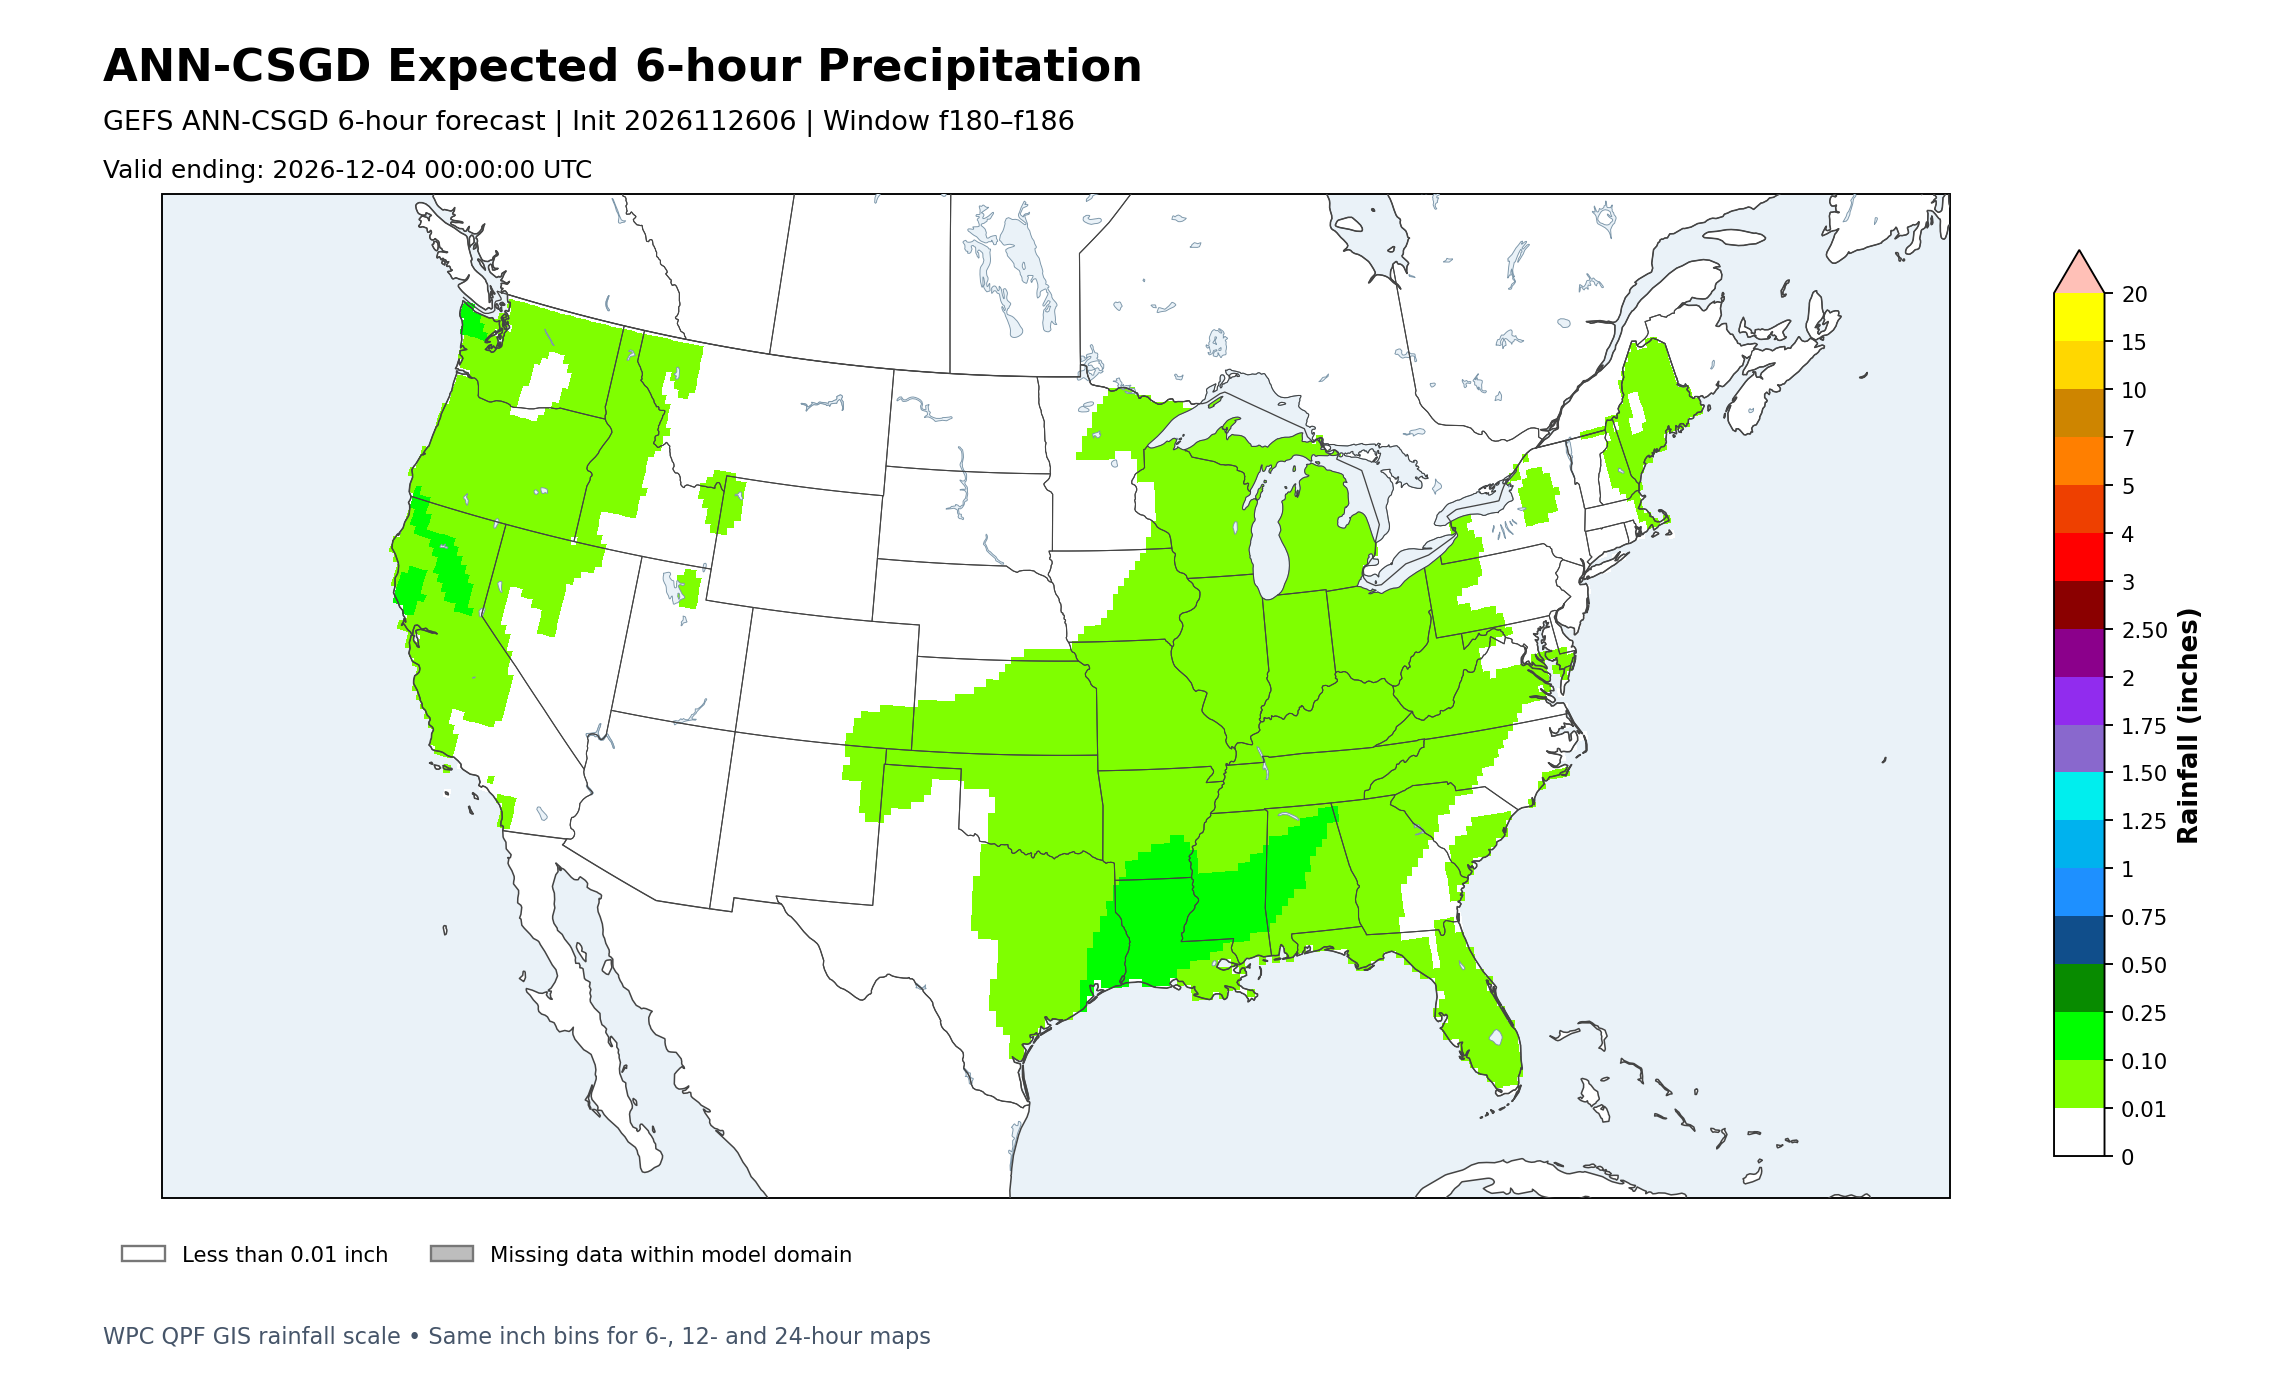 ANN-CSGD Expected 6-hour Precipitation
GEFS ANN-CSGD 6-hour forecast | Init 2026112606 | Window f180–f186
Valid ending: 2026-12-04 00:00:00 UTC
20
15
10
7
5
4
3
2.50
2
1.75
1.50
1.25
1
0.75
0.50
0.25
0.10
0.01
0
Rainfall (inches)
Less than 0.01 inch
Missing data within model domain
WPC QPF GIS rainfall scale • Same inch bins for 6-, 12- and 24-hour maps